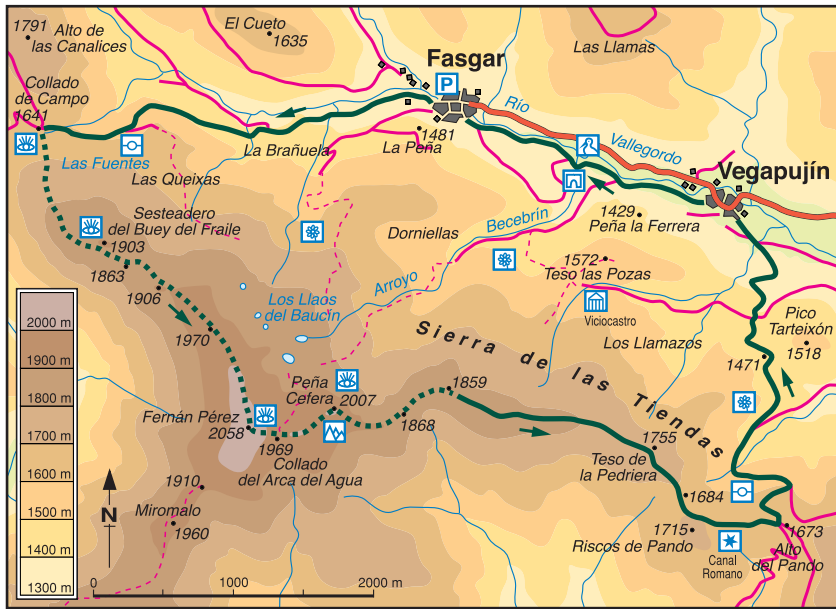 1791
Alto de
las Canalices
El Cueto
1635
Las Llamas
Collado
de Campo
1641
Fasgar
P
Río
Vallegordo
Vegapujín
Las Fuentes
La Brañuela
1481
La Peña
Las Queixas
Sesteadero
del Buey del Fraile
1903
1863
1906
1970
Dorniellas
Arroyo
Becebrín
1429
Peña la Ferrera
1572
Teso las Pozas
Viciocastro
Los Llaos
del Baucín
Sierra de las Tiendas
Los Llamazos
Pico
Tarteixón
1518
1471
2000 m
1900 m
1800 m
1700 m
1600 m
1500 m
1400 m
1300 m
Peña
Cefera
2007
1859
1868
Fernán Pérez
2058
1969
Collado
del Arca del Agua
1755
Teso de
la Pedriera
1684
1910
Miromalo
1960
1715
Riscos de Pando
Canal
Romano
1673
Alto
del Pando
N
0
1000
2000 m